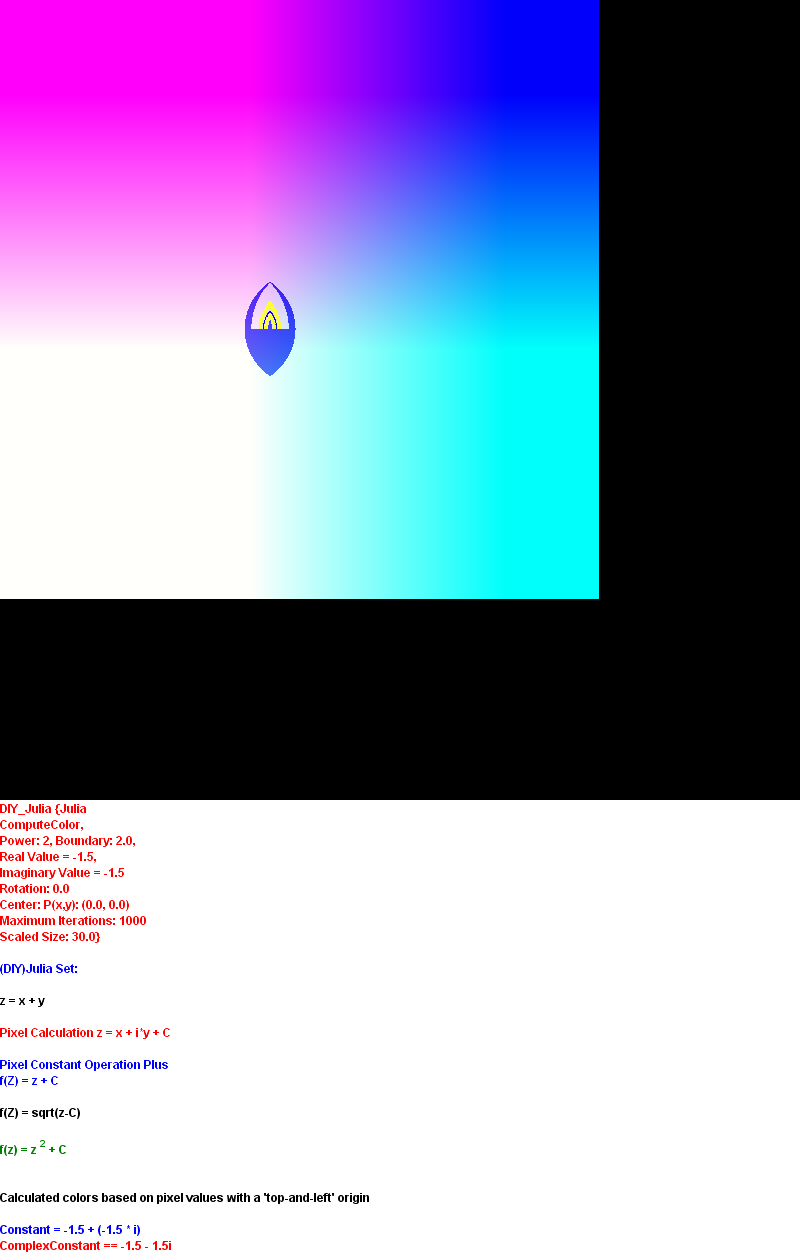 DIY_Julia {Julia
ComputeColor,
Power: 2, Boundary: 2.0,
Real Value = -1.5,
Imaginary Value = -1.5
Rotation: 0.0
Center: P(x,y): (0.0, 0.0)
Maximum Iterations: 1000
Scaled Size: 30.0}
(DIY)Julia Set:
z = x + y
Pixel Calculation z = x + i*y + C
Pixel Constant Operation Plus
f(Z) = z + C
f(Z) = sqrt(z-C)
f(z) = z 2 + C
Calculated colors based on pixel values with a 'top-and-left' origin
Constant = -1.5 + (-1.5 * i)
ComplexConstant == -1.5 - 1.5i